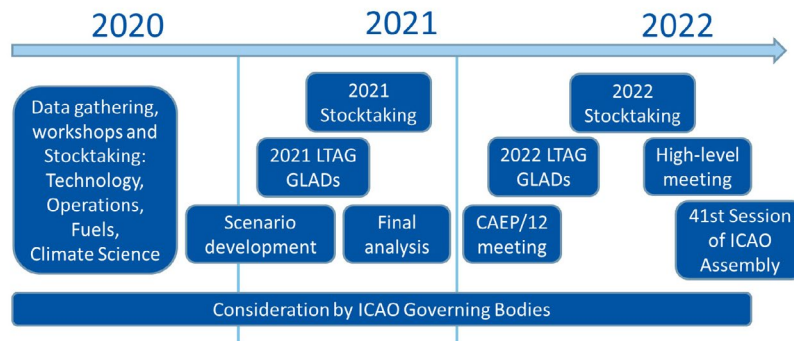 2020
2021
2022
Data gathering,
workshops and
Stocktaking:
Technology,
Operations,
Fuels,
Climate Science
2021
Stocktaking
2022
Stocktaking
2021 LTAG
GLADs
2022 LTAG
GLADs
High-level
meeting
Scenario
development
Final
analysis
CAEP/12
meeting
41st Session
of ICAO
Assembly
Consideration by ICAO Governing Bodies